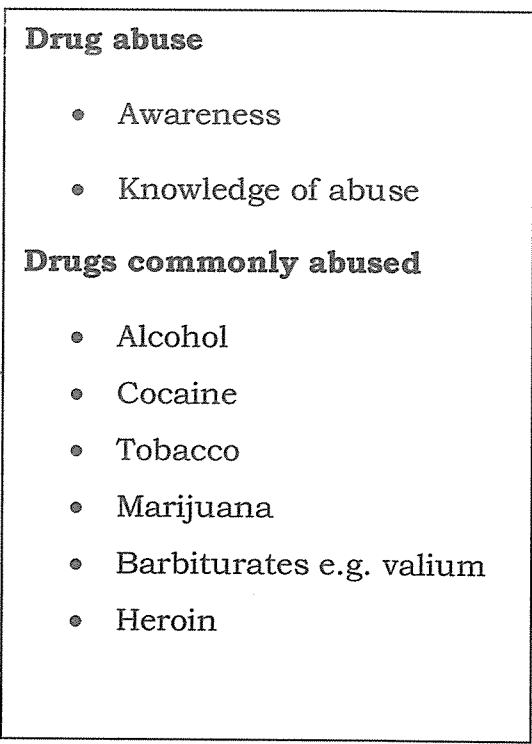 Drug abuse
• Awareness
• Knowledge of abuse
Drugs commonly abused
• Alcohol
• Cocaine
• Tobacco
• Marijuana
• Barbiturates e.g. valium
• Heroin